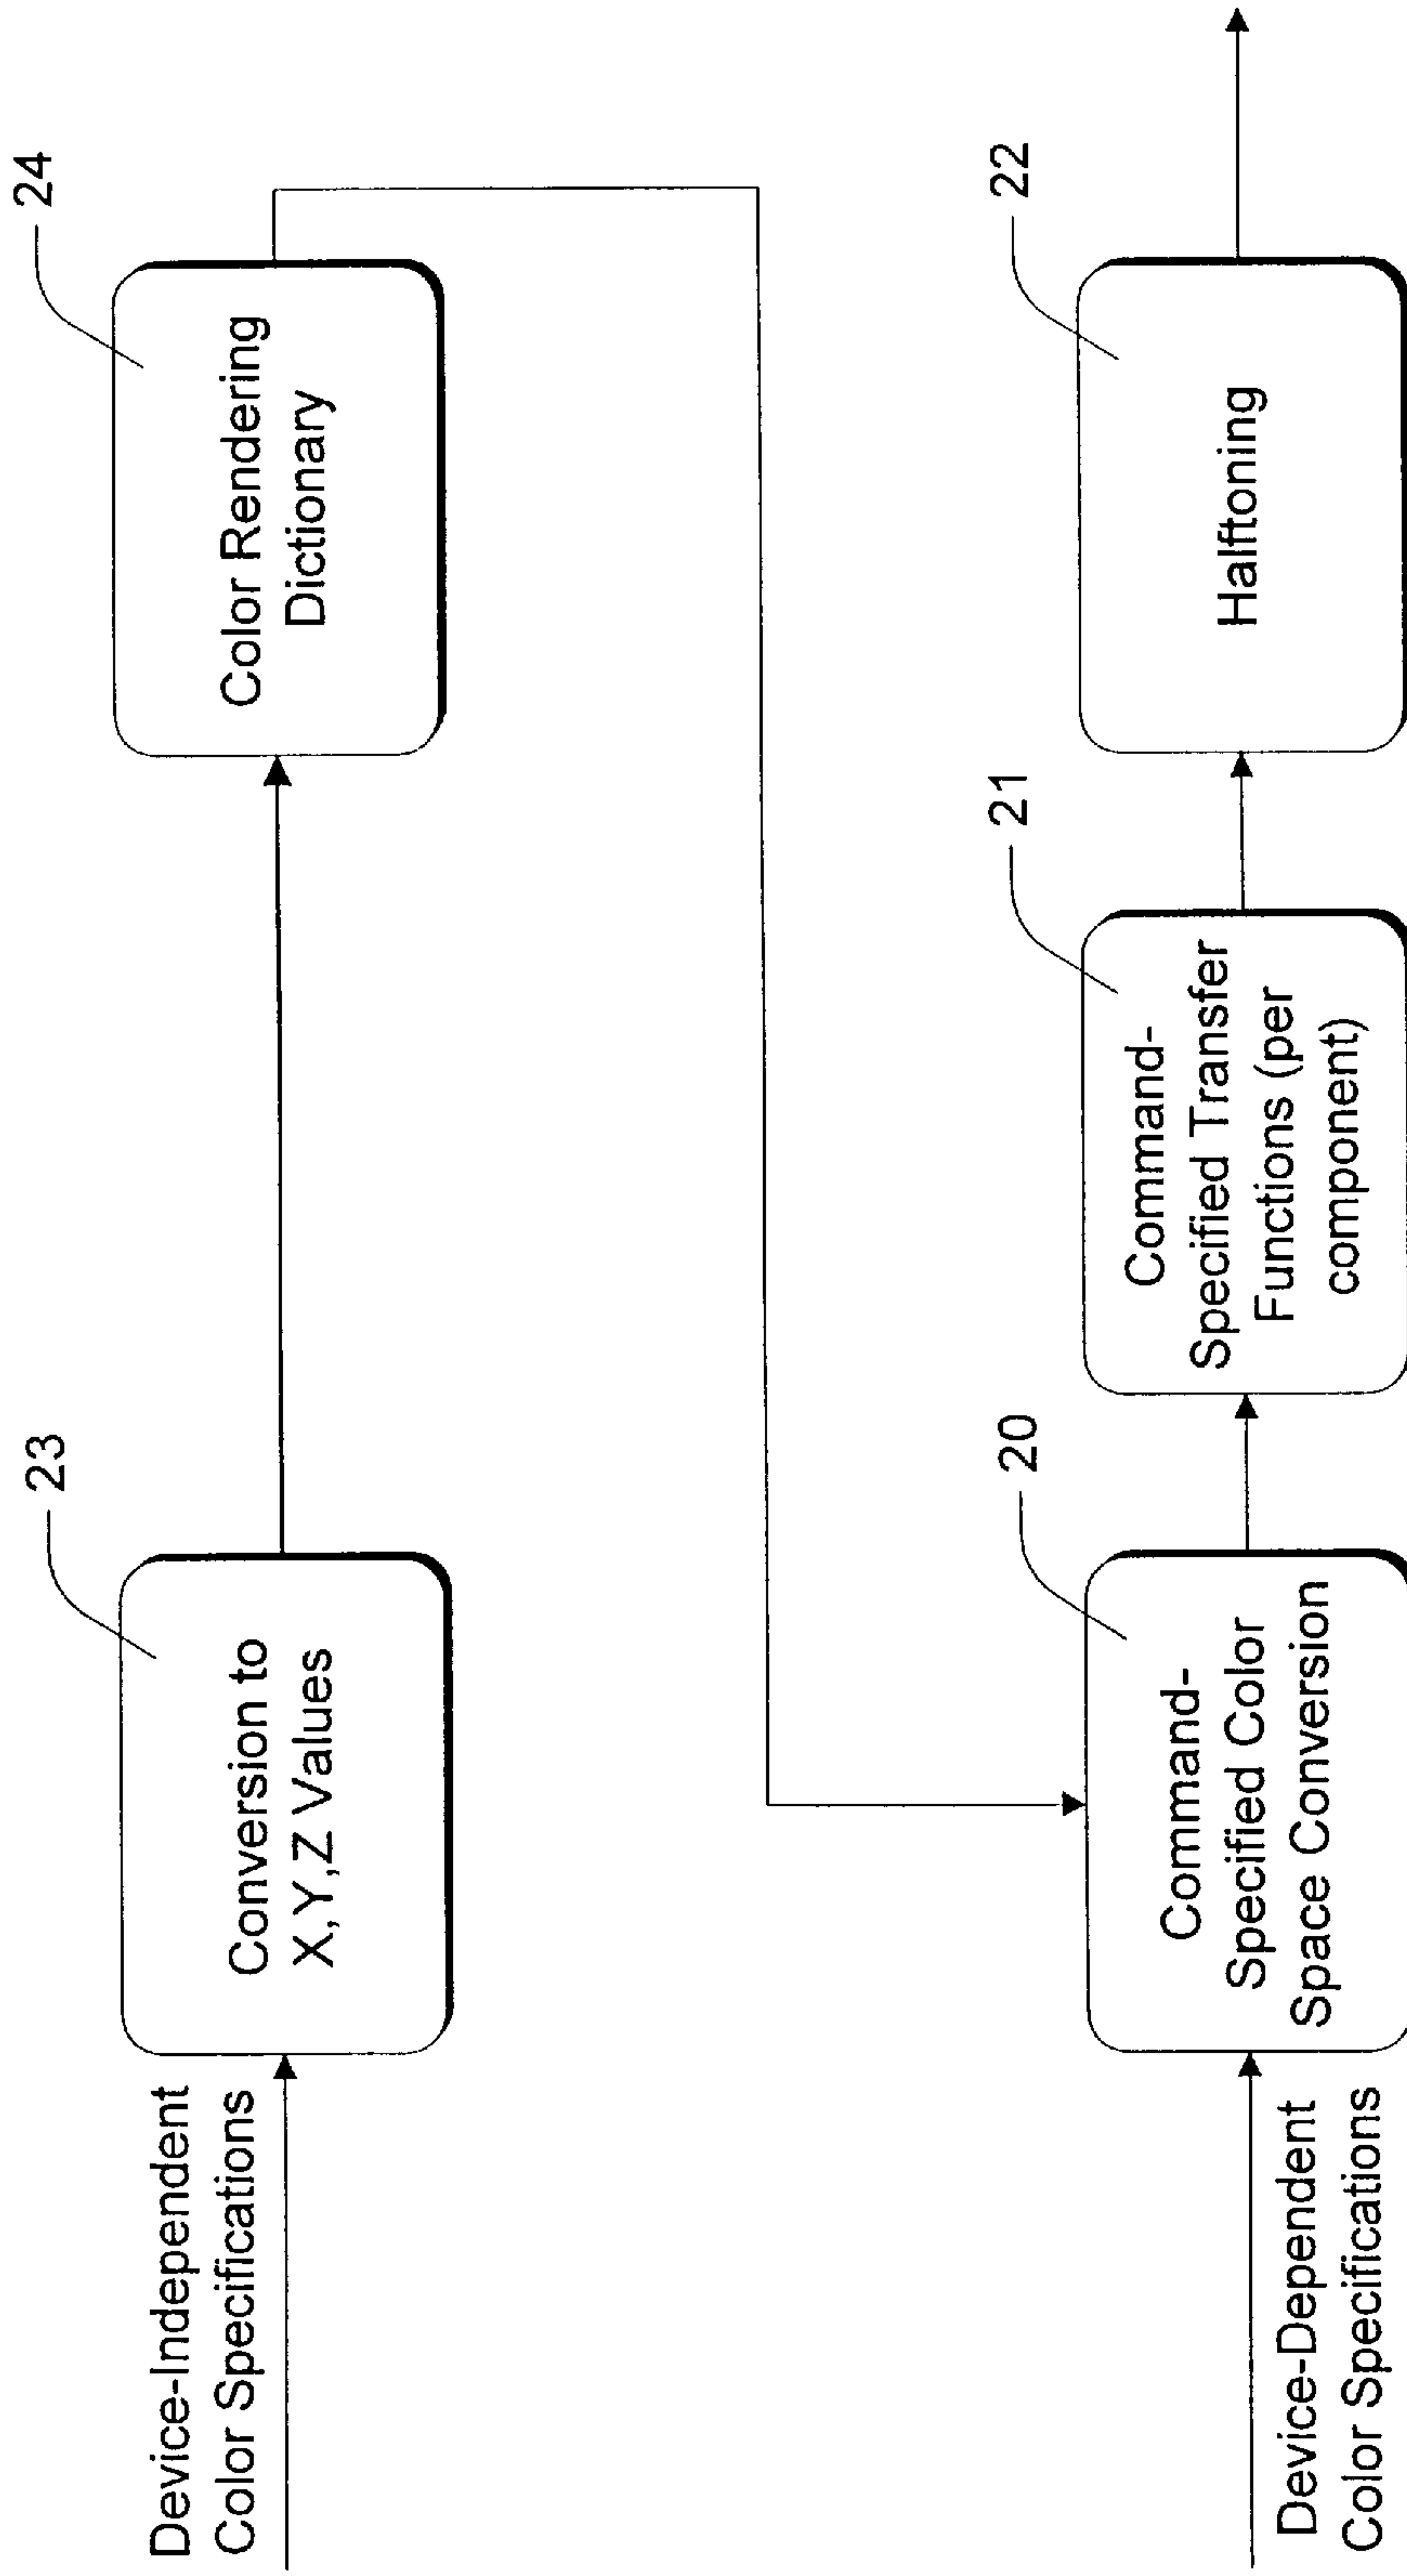 Device-Independent
Color Specifications
23
Conversion to
X,Y,Z Values
24
Color Rendering
Dictionary
Device-Dependent
Color Specifications
20
Command-
Specified Color
Space Conversion
21
Command-
Specified Transfer
Functions (per
component)
22
Halftoning